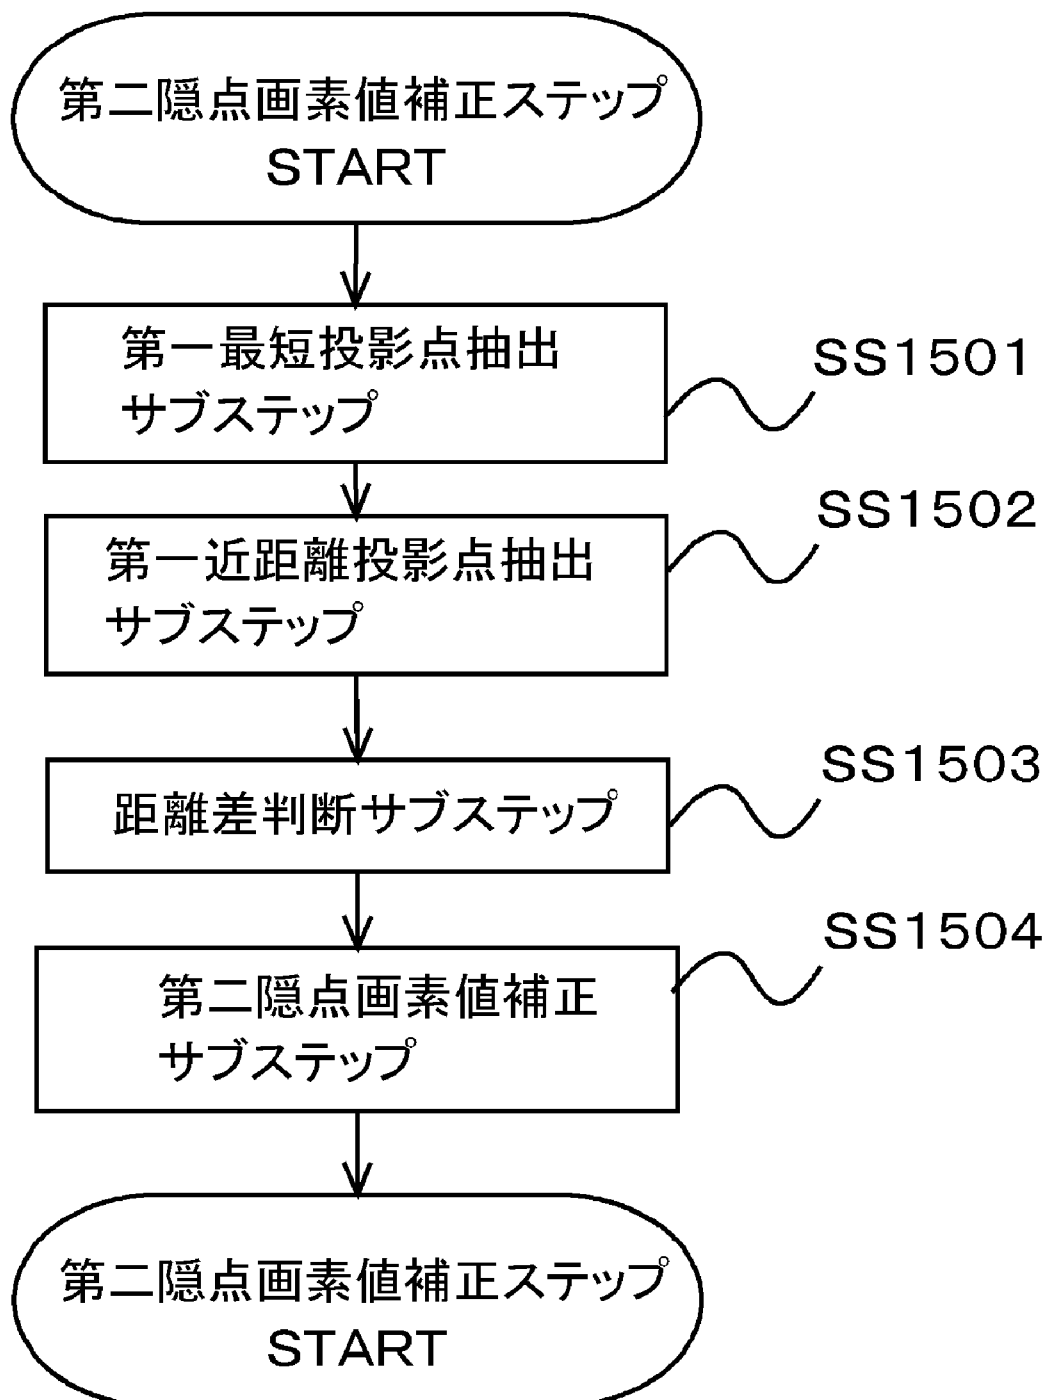 第二隠点画素値補正ステップ
START
第一最短投影点抽出
サブステップ
SS1501
第一近距離投影点抽出
サブステップ
SS1502
距離差判断サブステップ
SS1503
第二隠点画素値補正
サブステップ
SS1504
第二隠点画素値補正ステップ
START